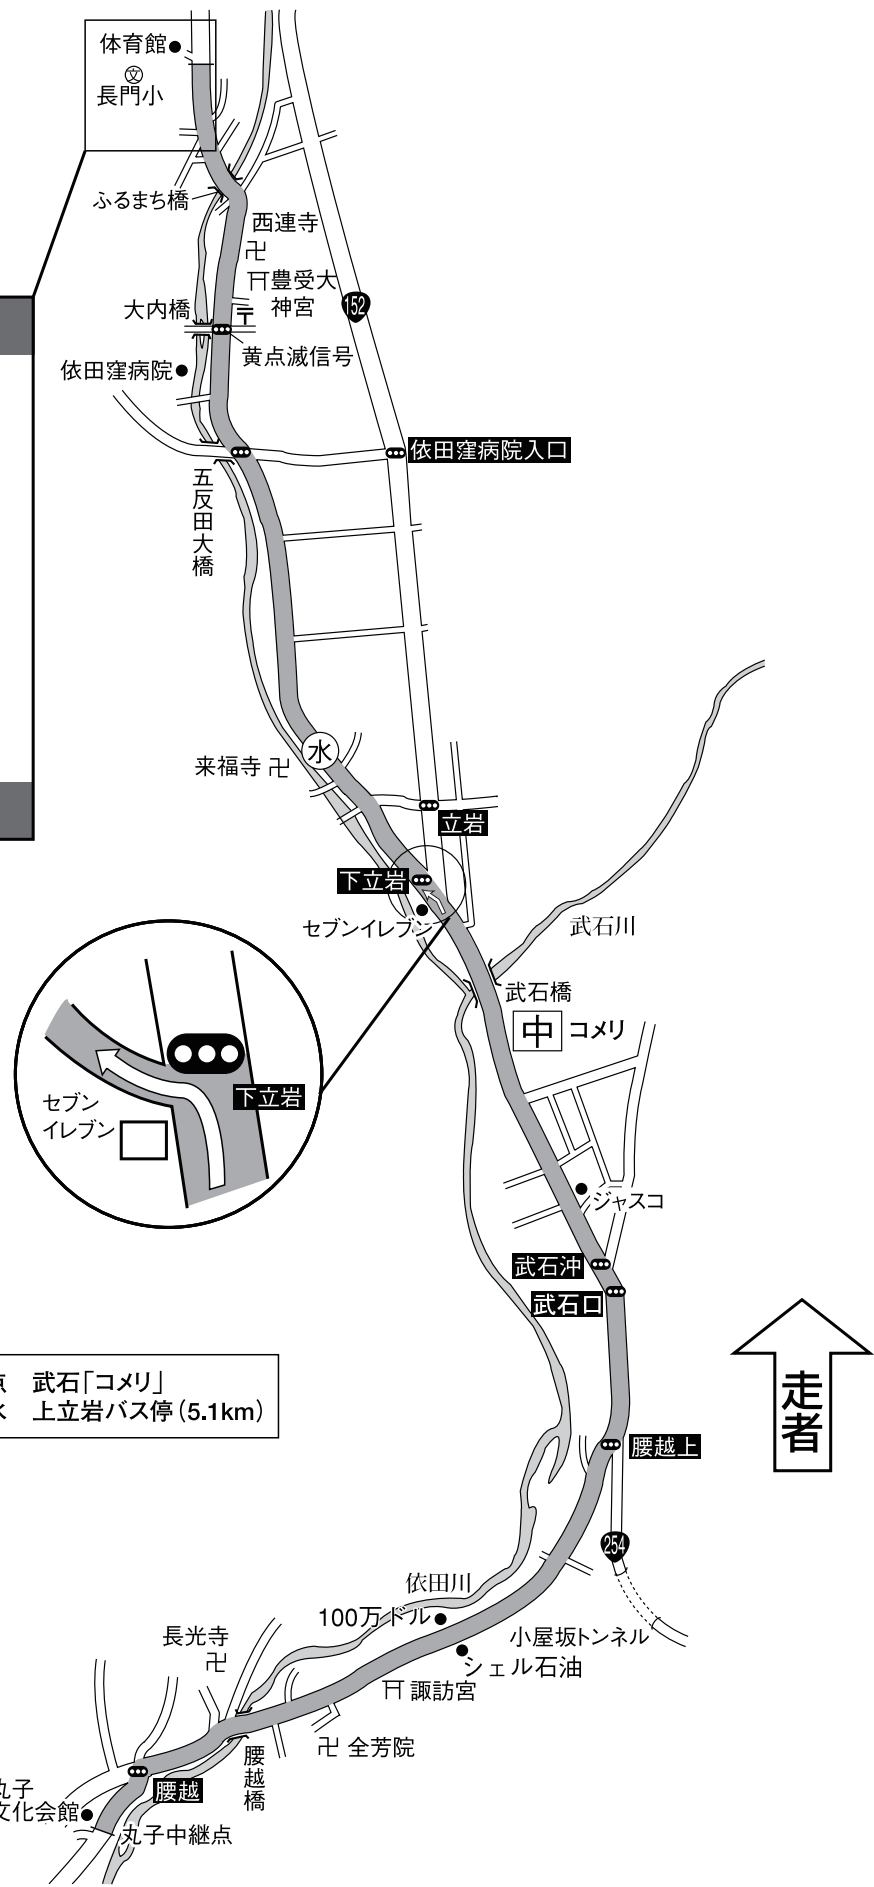 体育館
文
長門小
ふるまち橋
西連寺
豊受大
神宮
152
大内橋
〒
黄点滅信号
依田窪病院
依田窪病院入口
五反田大橋
水
来福寺
立岩
下立岩
セブンイレブン
武石川
武石橋
中 コメリ
下立岩
セブン
イレブン
ジャスコ
武石沖
武石口
走者
武石「コメリ」
上立岩バス停(5.1km)
腰越上
254
依田川
100万ドル
小屋坂トンネル
長光寺
シェル石油
諏訪宮
全芳院
腰越橋
腰越
丸子
文化会館
丸子中継点